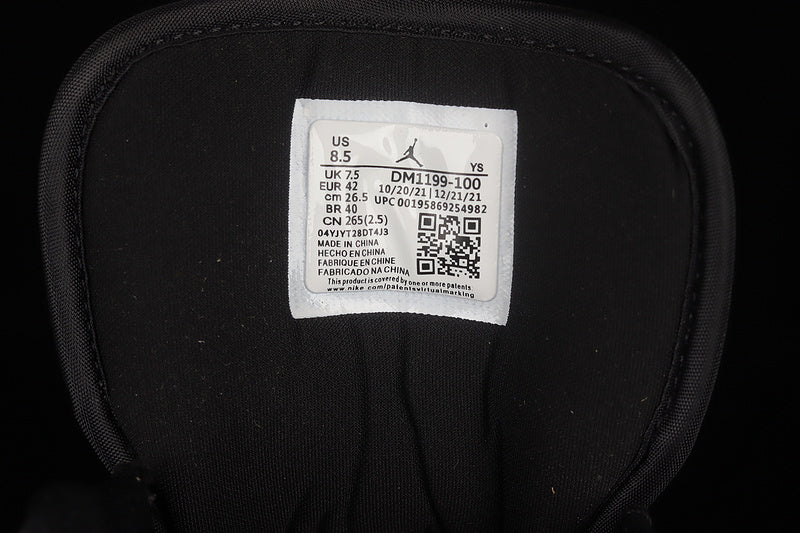 US
8.5
YS
UK 7.5
EUR 42
cm 26.5
BR 40
CN 265(2.5)
DM1199-100
10/20/21 | 12/21/21
UPC 00195869254982
04YJYT28DT4J3
MADE IN CHINA
HECHO EN CHINA
FABRIQUE EN CHINE
FABRICADO NA CHINA
This product is covered by one or more patents
www.nike.com/patentsvirtualmarking